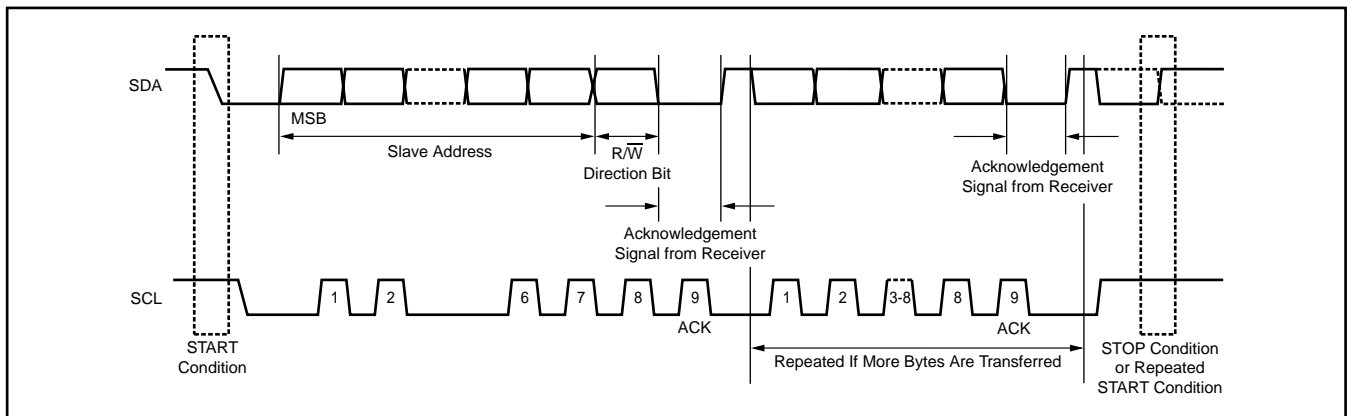 SDA
MSB
Slave Address
R/W̅
Direction Bit
Acknowledgement
Signal from Receiver
Acknowledgement
Signal from Receiver
SCL
1
2
6
7
8
9
1
2
3-8
8
9
ACK
ACK
START
Condition
Repeated If More Bytes Are Transferred
STOP Condition
or Repeated
START Condition